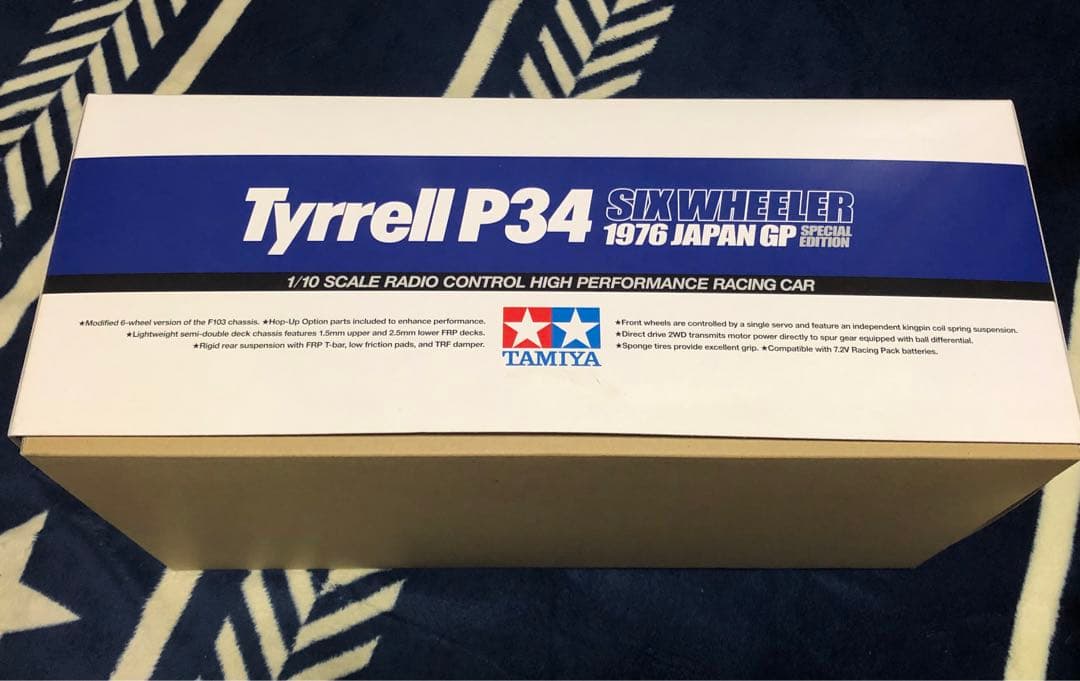 Tyrrell P34 SIX WHEELER
1976 JAPAN GP SPECIAL EDITION
1/10 SCALE RADIO CONTROL HIGH PERFORMANCE RACING CAR
★Modified 6-wheel version of the F103 chassis. ★Hop-Up Option parts included to enhance performance.
★Lightweight semi-double deck chassis features 1.5mm upper and 2.5mm lower FRP decks.
★Rigid rear suspension with FRP T-bar, low friction pads, and TRF damper.
TAMIYA
★Front wheels are controlled by a single servo and feature an independent kingpin coil spring suspension.
★Direct drive 2WD transmits motor power directly to spur gear equipped with ball differential.
★Sponge tires provide excellent grip. ★Compatible with 7.2V Racing Pack batteries.